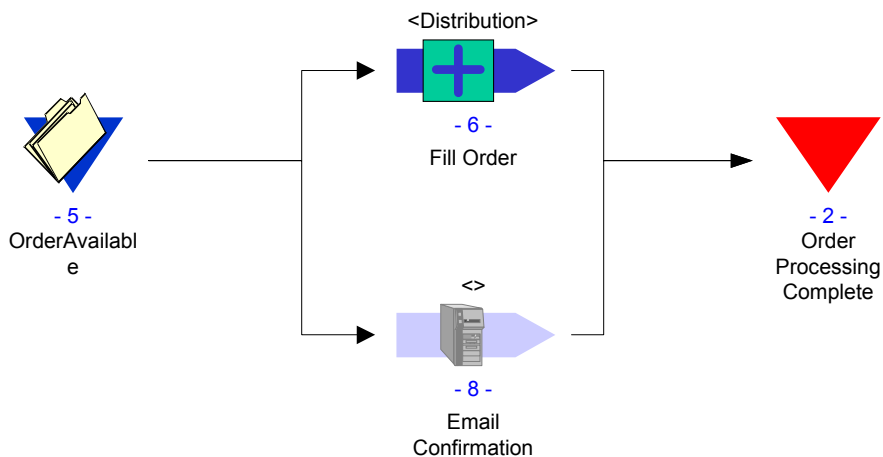 <Distribution>
- 6 -
Fill Order
- 5 -
OrderAvailabl
e
- 2 -
Order
Processing
Complete
<>
- 8 -
Email
Confirmation